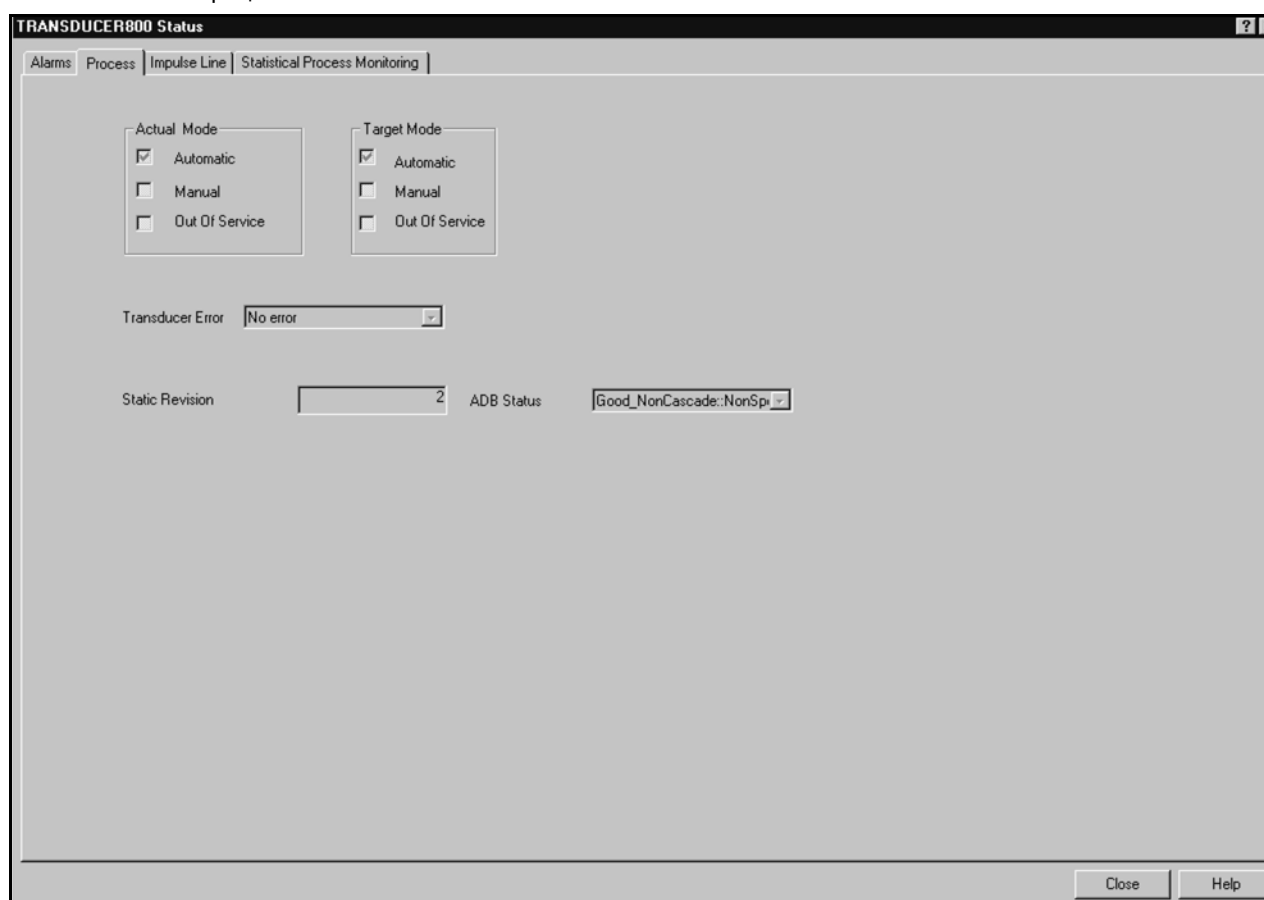 TRANSDUCER800 Status ?
Alarms Process Impulse Line Statistical Process Monitoring
Actual Mode Target Mode
Automatic Automatic
Manual Manual
Out Of Service Out Of Service
Transducer Error No error
Static Revision 2 ADB Status Good_NonCascade::NonSp
Close Help